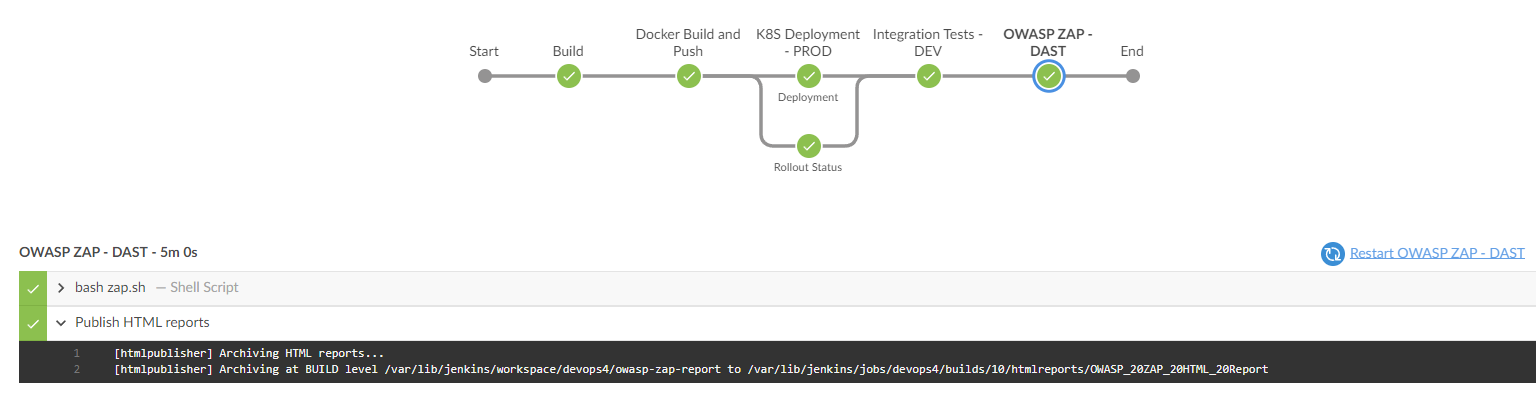 Start
Build
Docker Build and
Push
K8S Deployment
- PROD
Integration Tests -
DEV
OWASP ZAP -
DAST
End
Deployment
Rollout Status
OWASP ZAP - DAST - 5m 0s
Restart OWASP ZAP - DAST
bash zap.sh — Shell Script
Publish HTML reports
1 [htmlpublisher] Archiving HTML reports...
2 [htmlpublisher] Archiving at BUILD level /var/lib/jenkins/workspace/devops4/owasp-zap-report to /var/lib/jenkins/jobs/devops4/builds/10/htmlreports/OWASP_20ZAP_20HTML_20Report